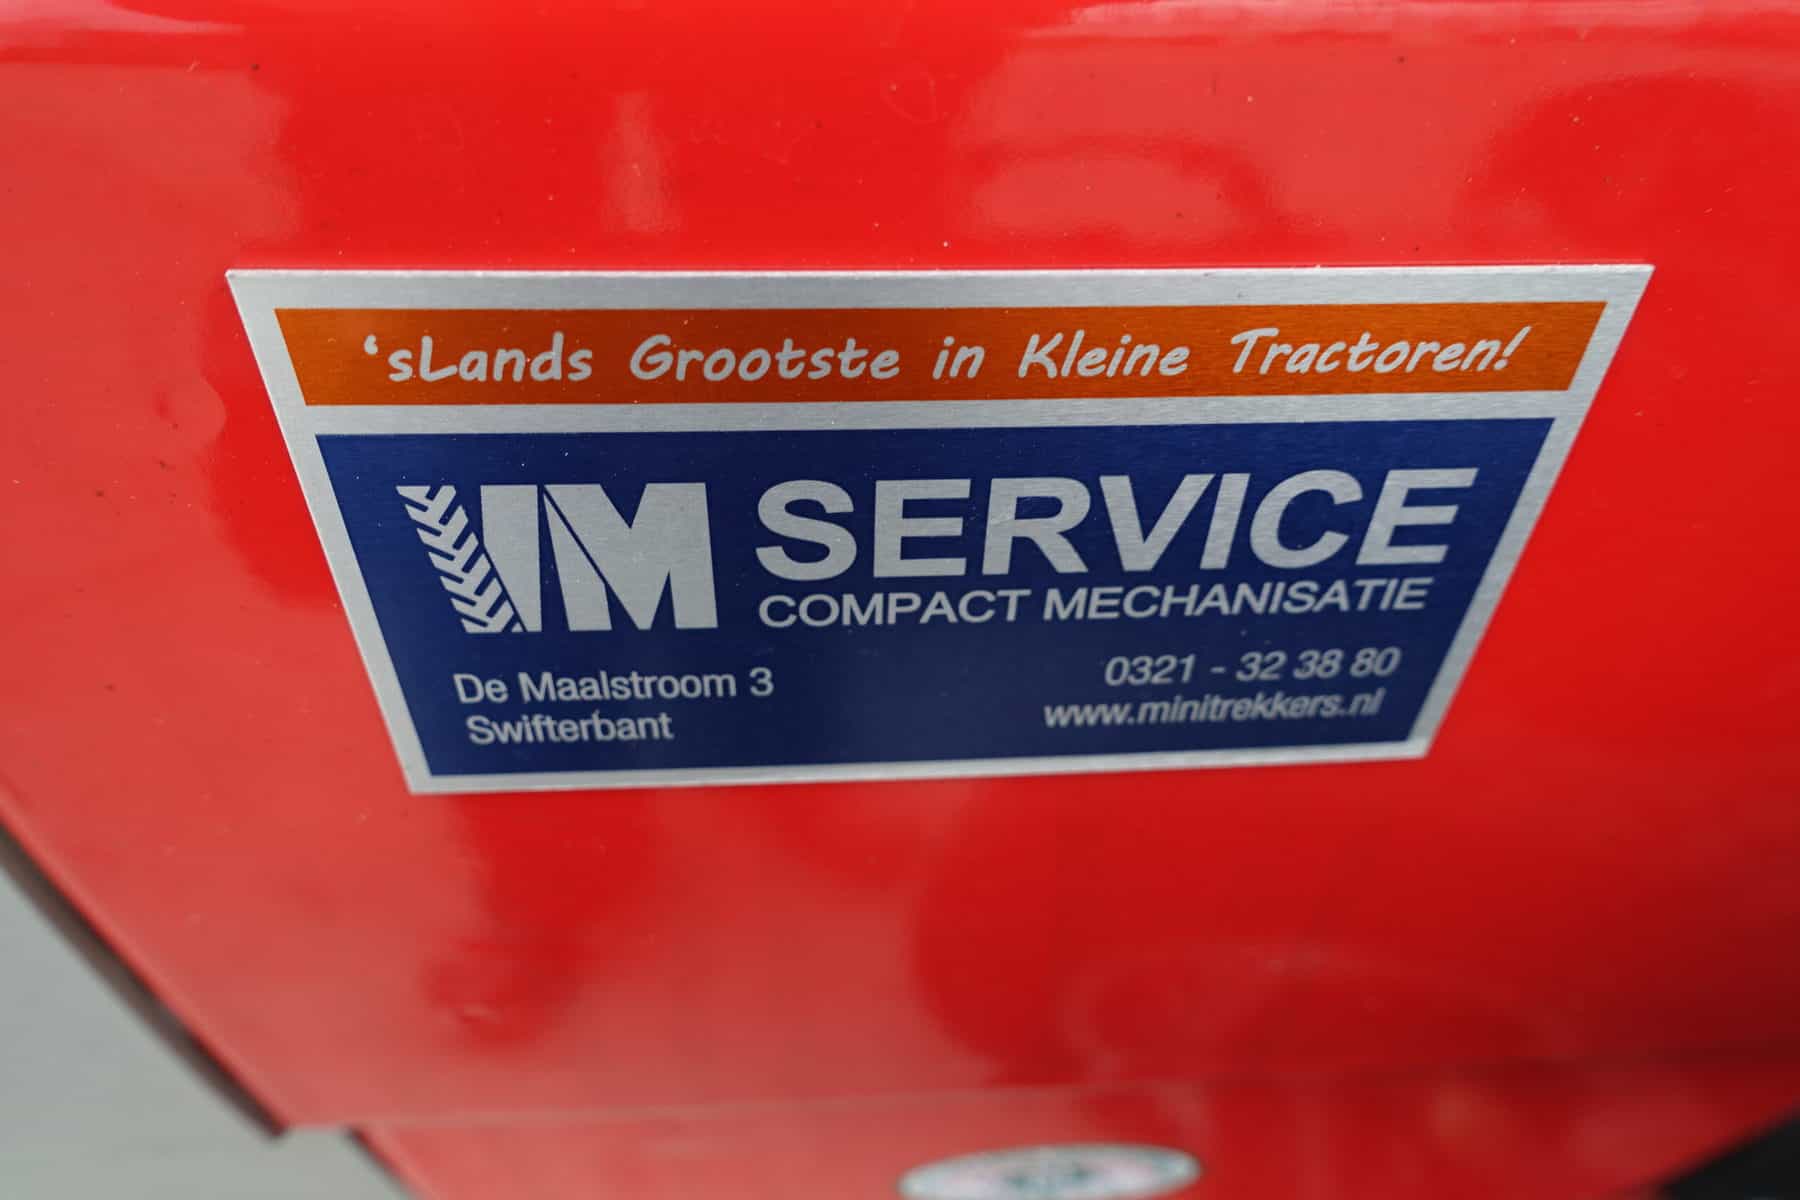 ‘sLands Grootste in Kleine Tractoren!
IM SERVICE
COMPACT MECHANISATIE
De Maalstroom 3
Swifterbant
0321 - 32 38 80
www.minitrekkers.nl